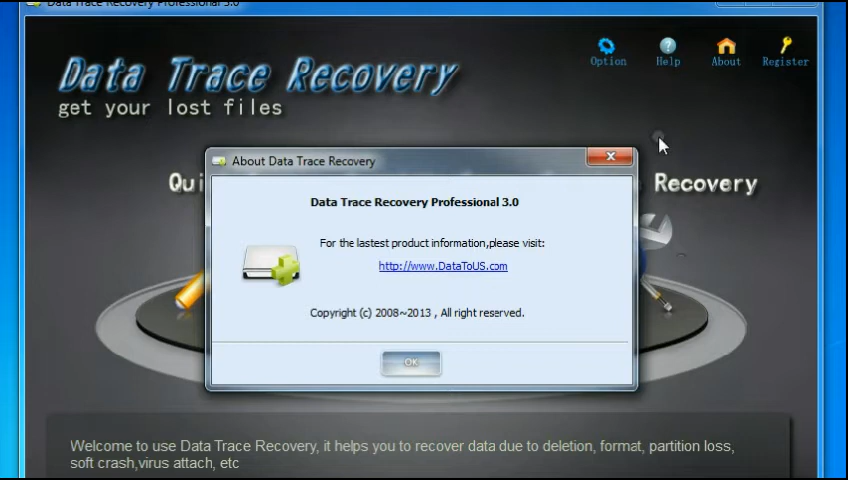 Data Trace Recovery Professional 3.0
Data Trace Recovery
get your lost files
Option Help About Register
Qui Recovery
About Data Trace Recovery
Data Trace Recovery Professional 3.0
For the lastest product information,please visit:
http://www.DataToUS.com
Copyright (c) 2008~2013 , All right reserved.
OK
Welcome to use Data Trace Recovery, it helps you to recover data due to deletion, format, partition loss,
soft crash,virus attach, etc